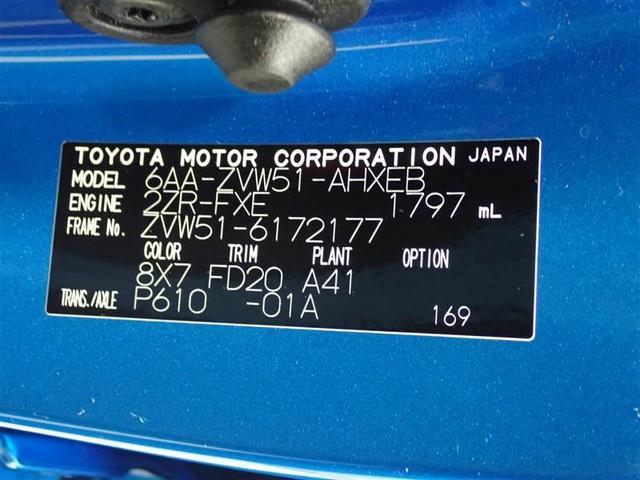 TOYOTA MOTOR CORPORATION JAPAN
MODEL 6AA-ZVW51-AHXEB
ENGINE 2ZR-FXE 1797 mL
FRAME No. ZVW51-6172177
COLOR TRIM PLANT OPTION
8X7 FD20 A41
TRANS./AXLE P610 -01A 169